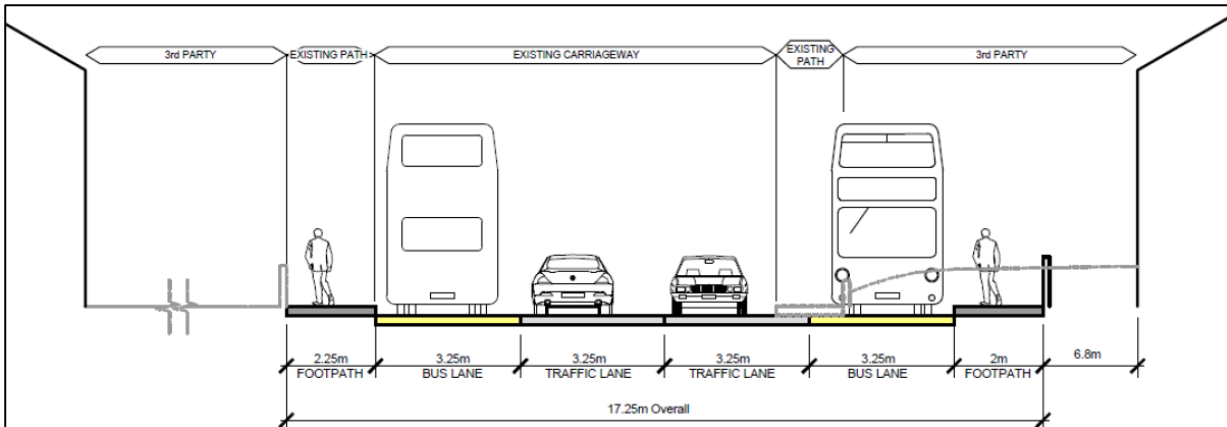 3rd PARTY
EXISTING PATH
EXISTING CARRIAGEWAY
EXISTING
PATH
3rd PARTY
2.25m
FOOTPATH
3.25m
BUS LANE
3.25m
TRAFFIC LANE
3.25m
TRAFFIC LANE
3.25m
BUS LANE
2m
FOOTPATH
6.8m
17.25m Overall